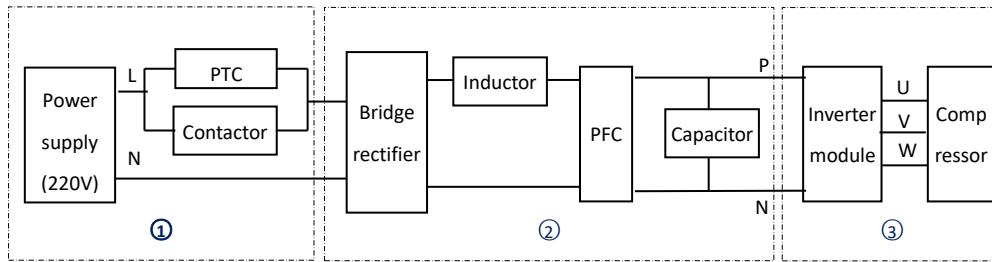 Power
supply
(220V)
L
N
PTC
Contactor
①
Bridge
rectifier
Inductor
PFC
Capacitor
P
N
②
Inverter
module
U
V
W
Comp
ressor
③